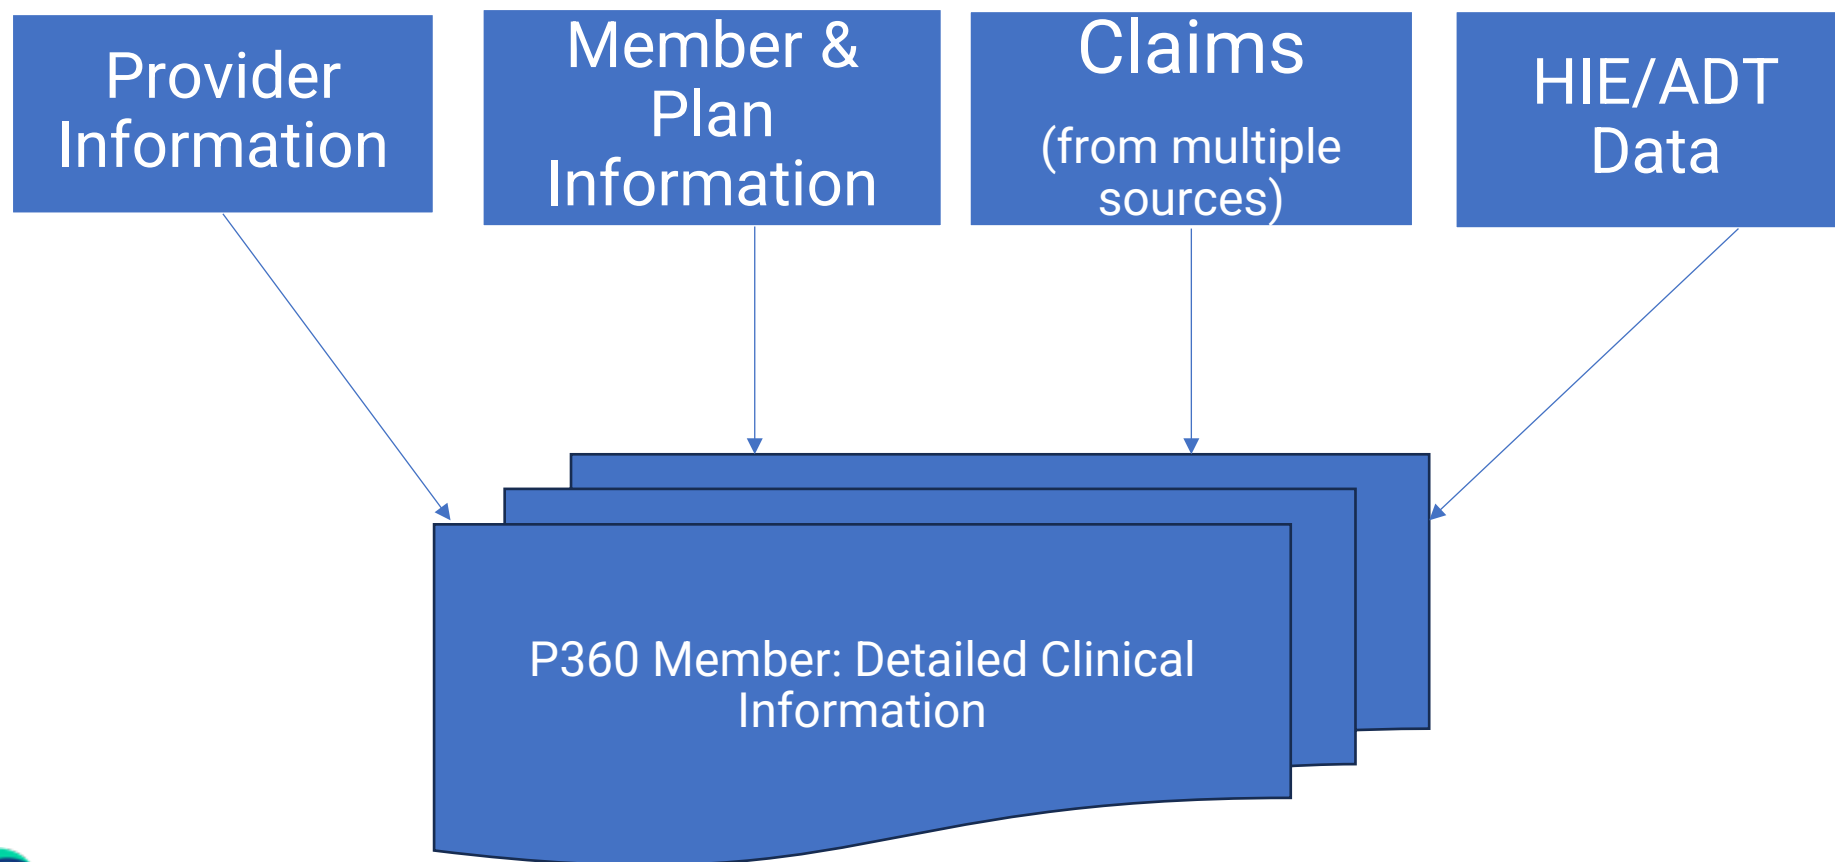 Provider
Information
Member &
Plan
Information
Claims
(from multiple
sources)
HIE/ADT
Data
P360 Member: Detailed Clinical
Information